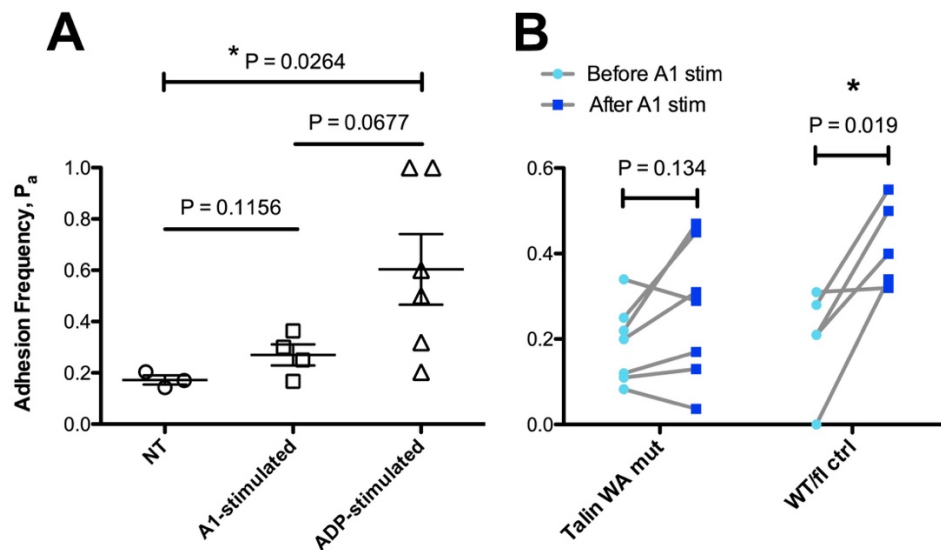 A
* P = 0.0264
P = 0.0677
P = 0.1156
Adhesion Frequency, Pa
1.0
0.8
0.6
0.4
0.2
0.0
NT
A1-stimulated
ADP-stimulated
B
Before A1 stim
After A1 stim
*
P = 0.019
P = 0.134
0.6
0.4
0.2
0.0
Talin WA mut
WT/fl ctrl